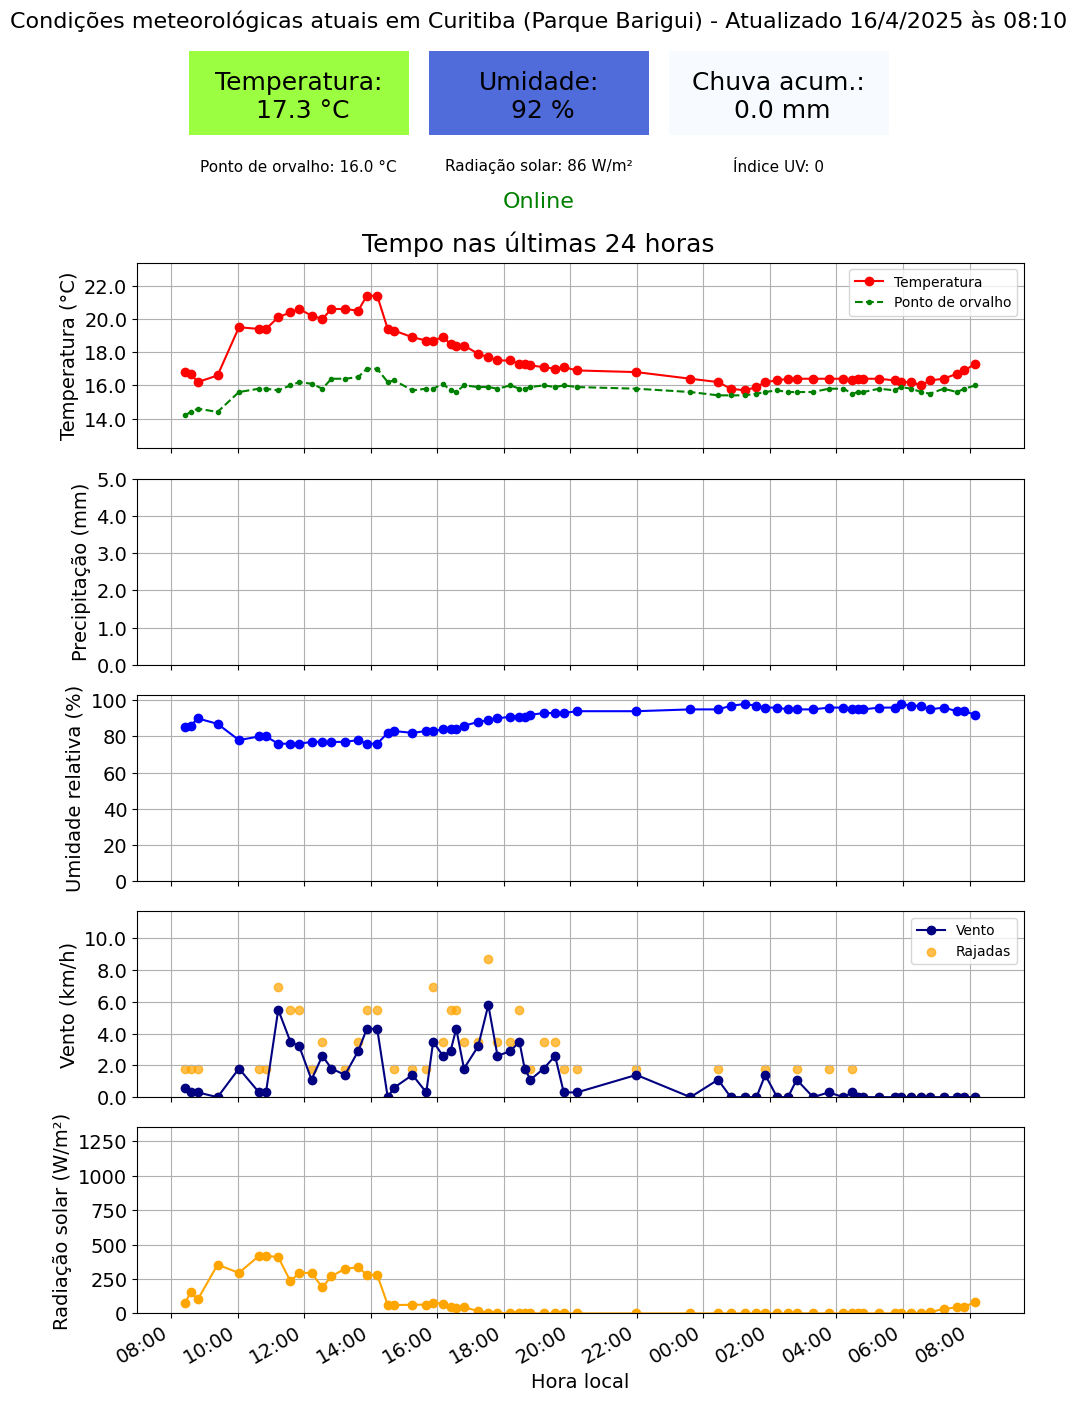 Condições meteorológicas atuais em Curitiba (Parque Barigui) - Atualizado 16/4/2025 às 08:10
Temperatura:
17.3 °C
Umidade:
92 %
Chuva acum.:
0.0 mm
Ponto de orvalho: 16.0 °C
Radiação solar: 86 W/m²
Índice UV: 0
Online
Tempo nas últimas 24 horas
Temperatura (°C)
22.0
20.0
18.0
16.0
14.0
Temperatura
Ponto de orvalho
Precipitação (mm)
5.0
4.0
3.0
2.0
1.0
0.0
Umidade relativa (%)
100
80
60
40
20
0
Vento (km/h)
10.0
8.0
6.0
4.0
2.0
0.0
Vento
Rajadas
Radiação solar (W/m²)
1250
1000
750
500
250
0
08:00
10:00
12:00
14:00
16:00
18:00
20:00
22:00
00:00
02:00
04:00
06:00
08:00
Hora local